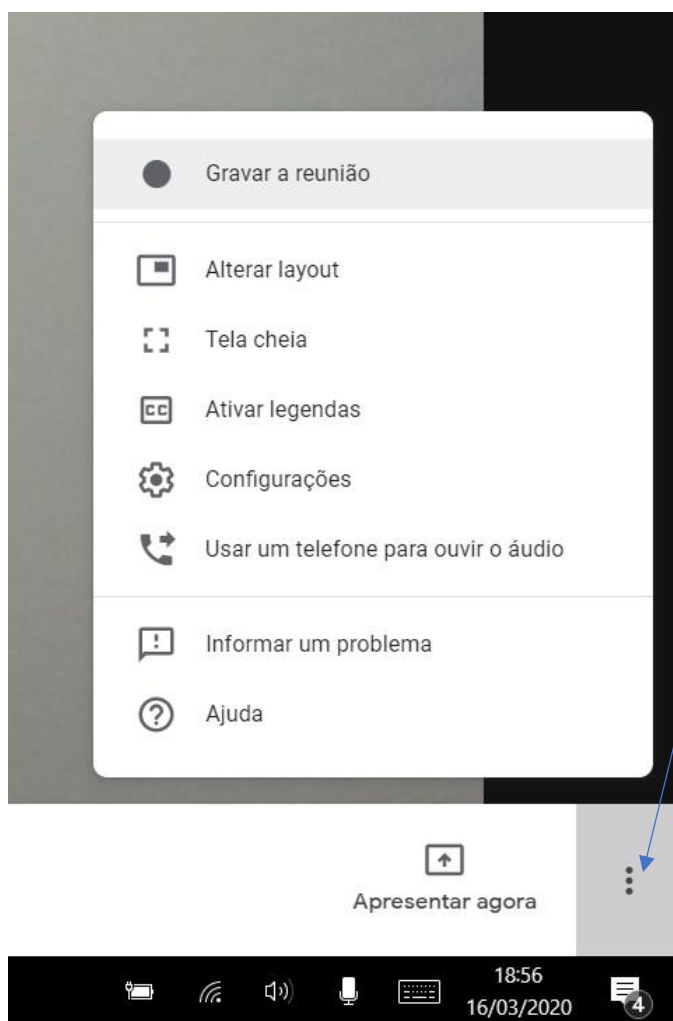 Gravar a reunião
Alterar layout
Tela cheia
CC Ativar legendas
Configurações
Usar um telefone para ouvir o áudio
Informar um problema
Ajuda
Apresentar agora
18:56
16/03/2020
4